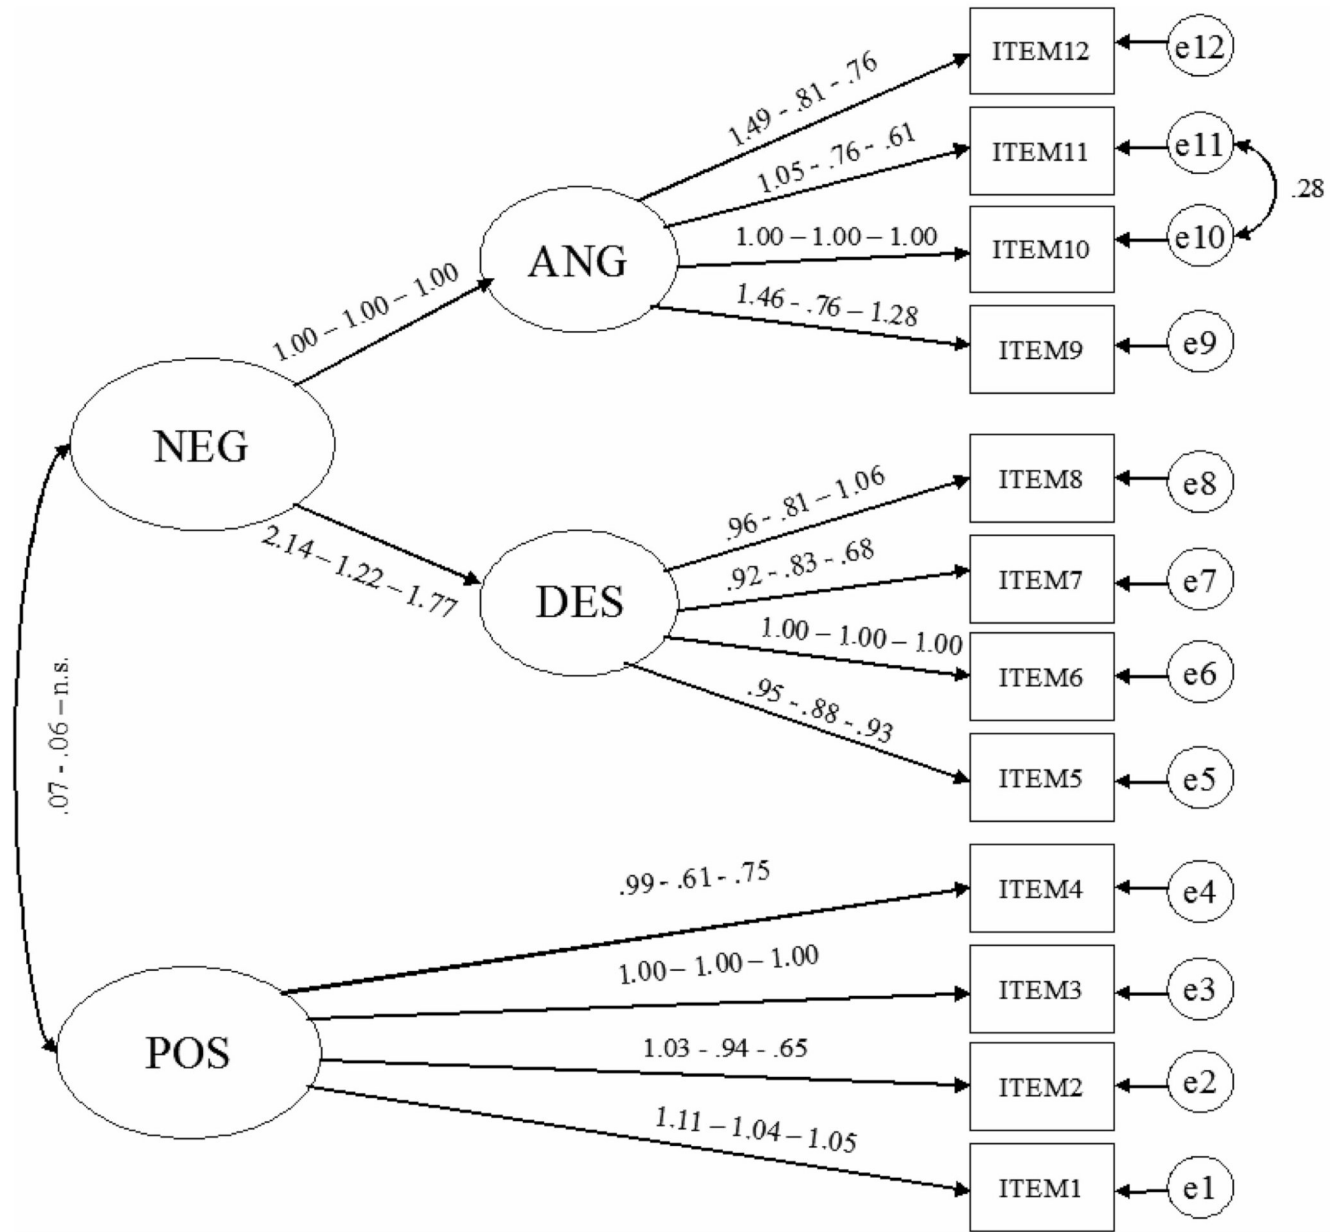 ITEM12
e12
1.49 - .81 - .76
ITEM11
e11
1.05 - .76 - .61
.28
ITEM10
e10
1.00 – 1.00 – 1.00
ANG
1.46 - .76 – 1.28
ITEM9
e9
1.00 – 1.00 – 1.00
NEG
ITEM8
e8
.96 - .81 – 1.06
2.14 – 1.22 – 1.77
ITEM7
e7
.92 - .83 - .68
DES
1.00 – 1.00 – 1.00
ITEM6
e6
.95 - .88 - .93
ITEM5
e5
.07 - .06 – n.s.
.99 - .61 - .75
ITEM4
e4
1.00 – 1.00 – 1.00
ITEM3
e3
POS
1.03 - .94 - .65
ITEM2
e2
1.11 – 1.04 – 1.05
ITEM1
e1